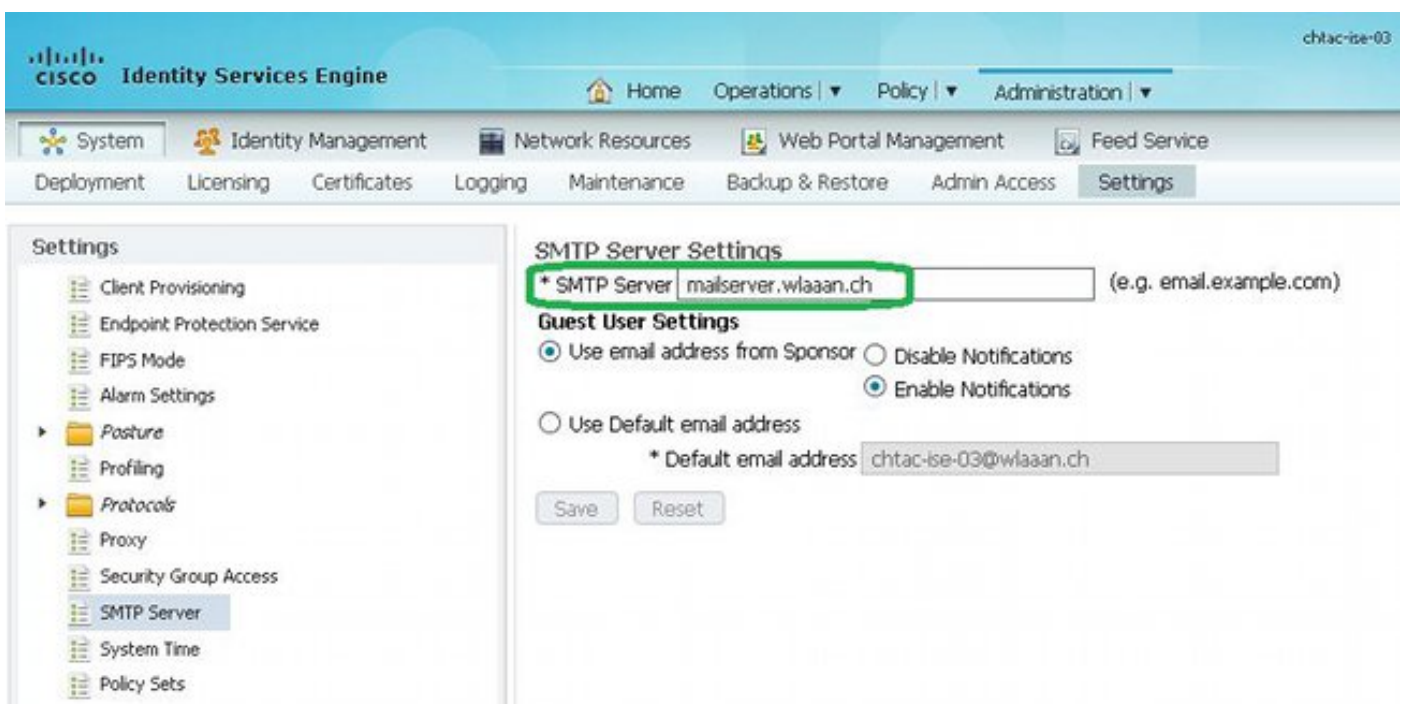 chtac-ise-03
CISCO Identity Services Engine
Home Operations | ▼ Policy | ▼ Administration | ▼
System Identity Management Network Resources Web Portal Management Feed Service
Deployment Licensing Certificates Logging Maintenance Backup & Restore Admin Access Settings
Settings
Client Provisioning
Endpoint Protection Service
FIPS Mode
Alarm Settings
Posture
Profiling
Protocols
Proxy
Security Group Access
SMTP Server
System Time
Policy Sets
SMTP Server Settings
* SMTP Server mailserver.wlaaan.ch (e.g. email.example.com)
Guest User Settings
Use email address from Sponsor Disable Notifications
Enable Notifications
Use Default email address
* Default email address chtac-ise-03@wlaaan.ch
Save Reset